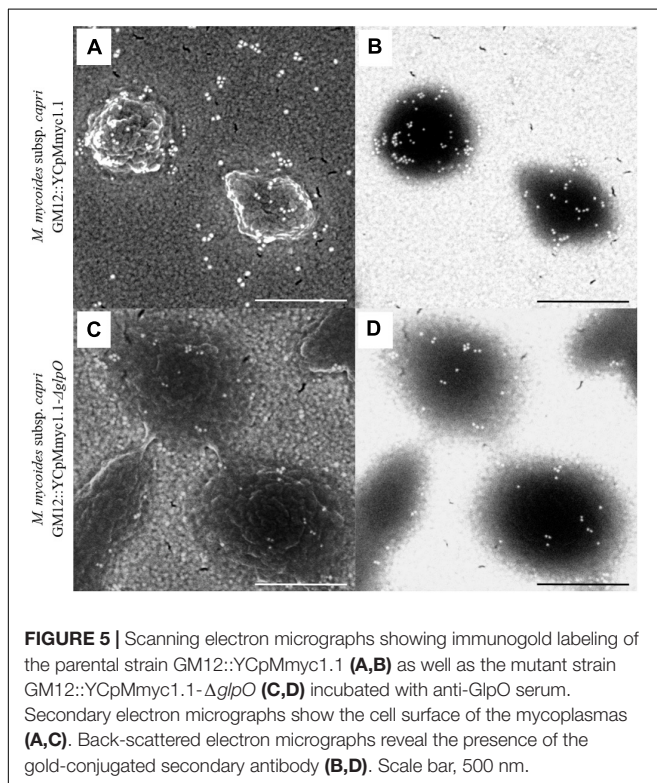 A
B
M. mycoides subsp. capri
GM12::YCpMmyc1.1
C
D
M. mycoides subsp. capri
GM12::YCpMmyc1.1-ΔglpO
FIGURE 5 | Scanning electron micrographs showing immunogold labeling of
the parental strain GM12::YCpMmyc1.1 (A,B) as well as the mutant strain
GM12::YCpMmyc1.1-ΔglpO (C,D) incubated with anti-GlpO serum.
Secondary electron micrographs show the cell surface of the mycoplasmas
(A,C). Back-scattered electron micrographs reveal the presence of the
gold-conjugated secondary antibody (B,D). Scale bar, 500 nm.